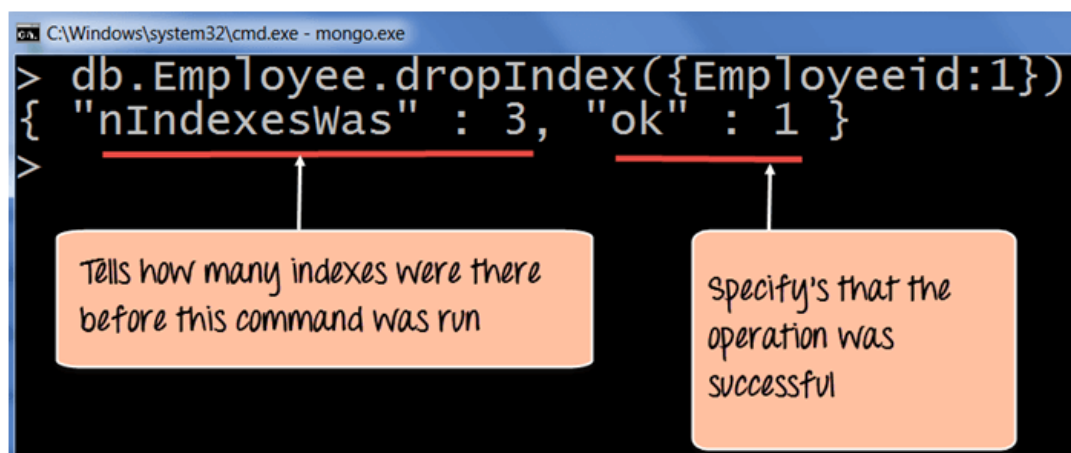 C:\Windows\system32\cmd.exe - mongo.exe
> db.Employee.dropIndex({Employeeid:1})
{ "nIndexesWas" : 3, "ok" : 1 }
>
Tells how many indexes were there
before this command was run
Specify's that the
operation was
successful